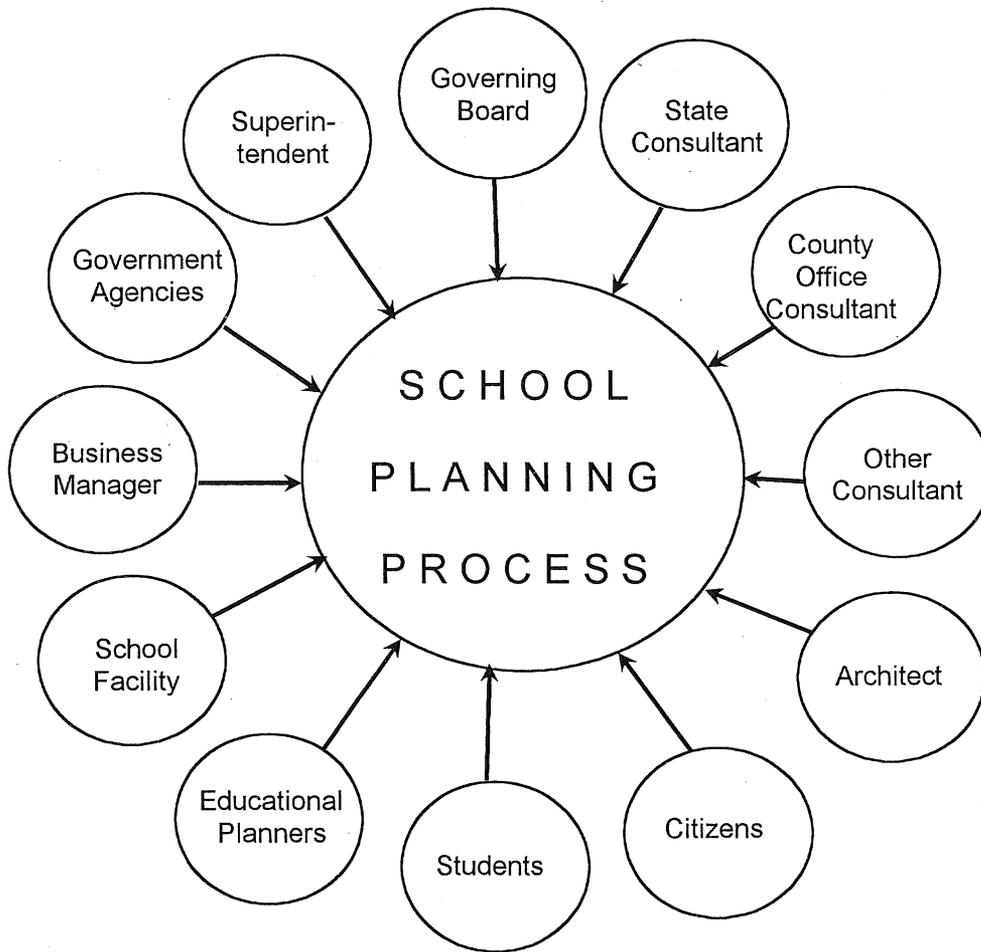 Governing
Board
State
Consultant
County
Office
Consultant
Other
Consultant
Architect
Citizens
Students
Educational
Planners
School
Facility
Business
Manager
Government
Agencies
Superin-
tendent
SCHOOL
PLANNING
PROCESS